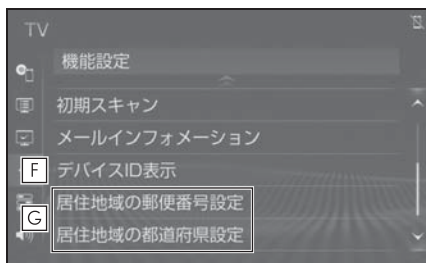 TV
機能設定
初期スキャン
メールインフォメーション
F
デバイスID表示
居住地域の郵便番号設定
G
居住地域の都道府県設定